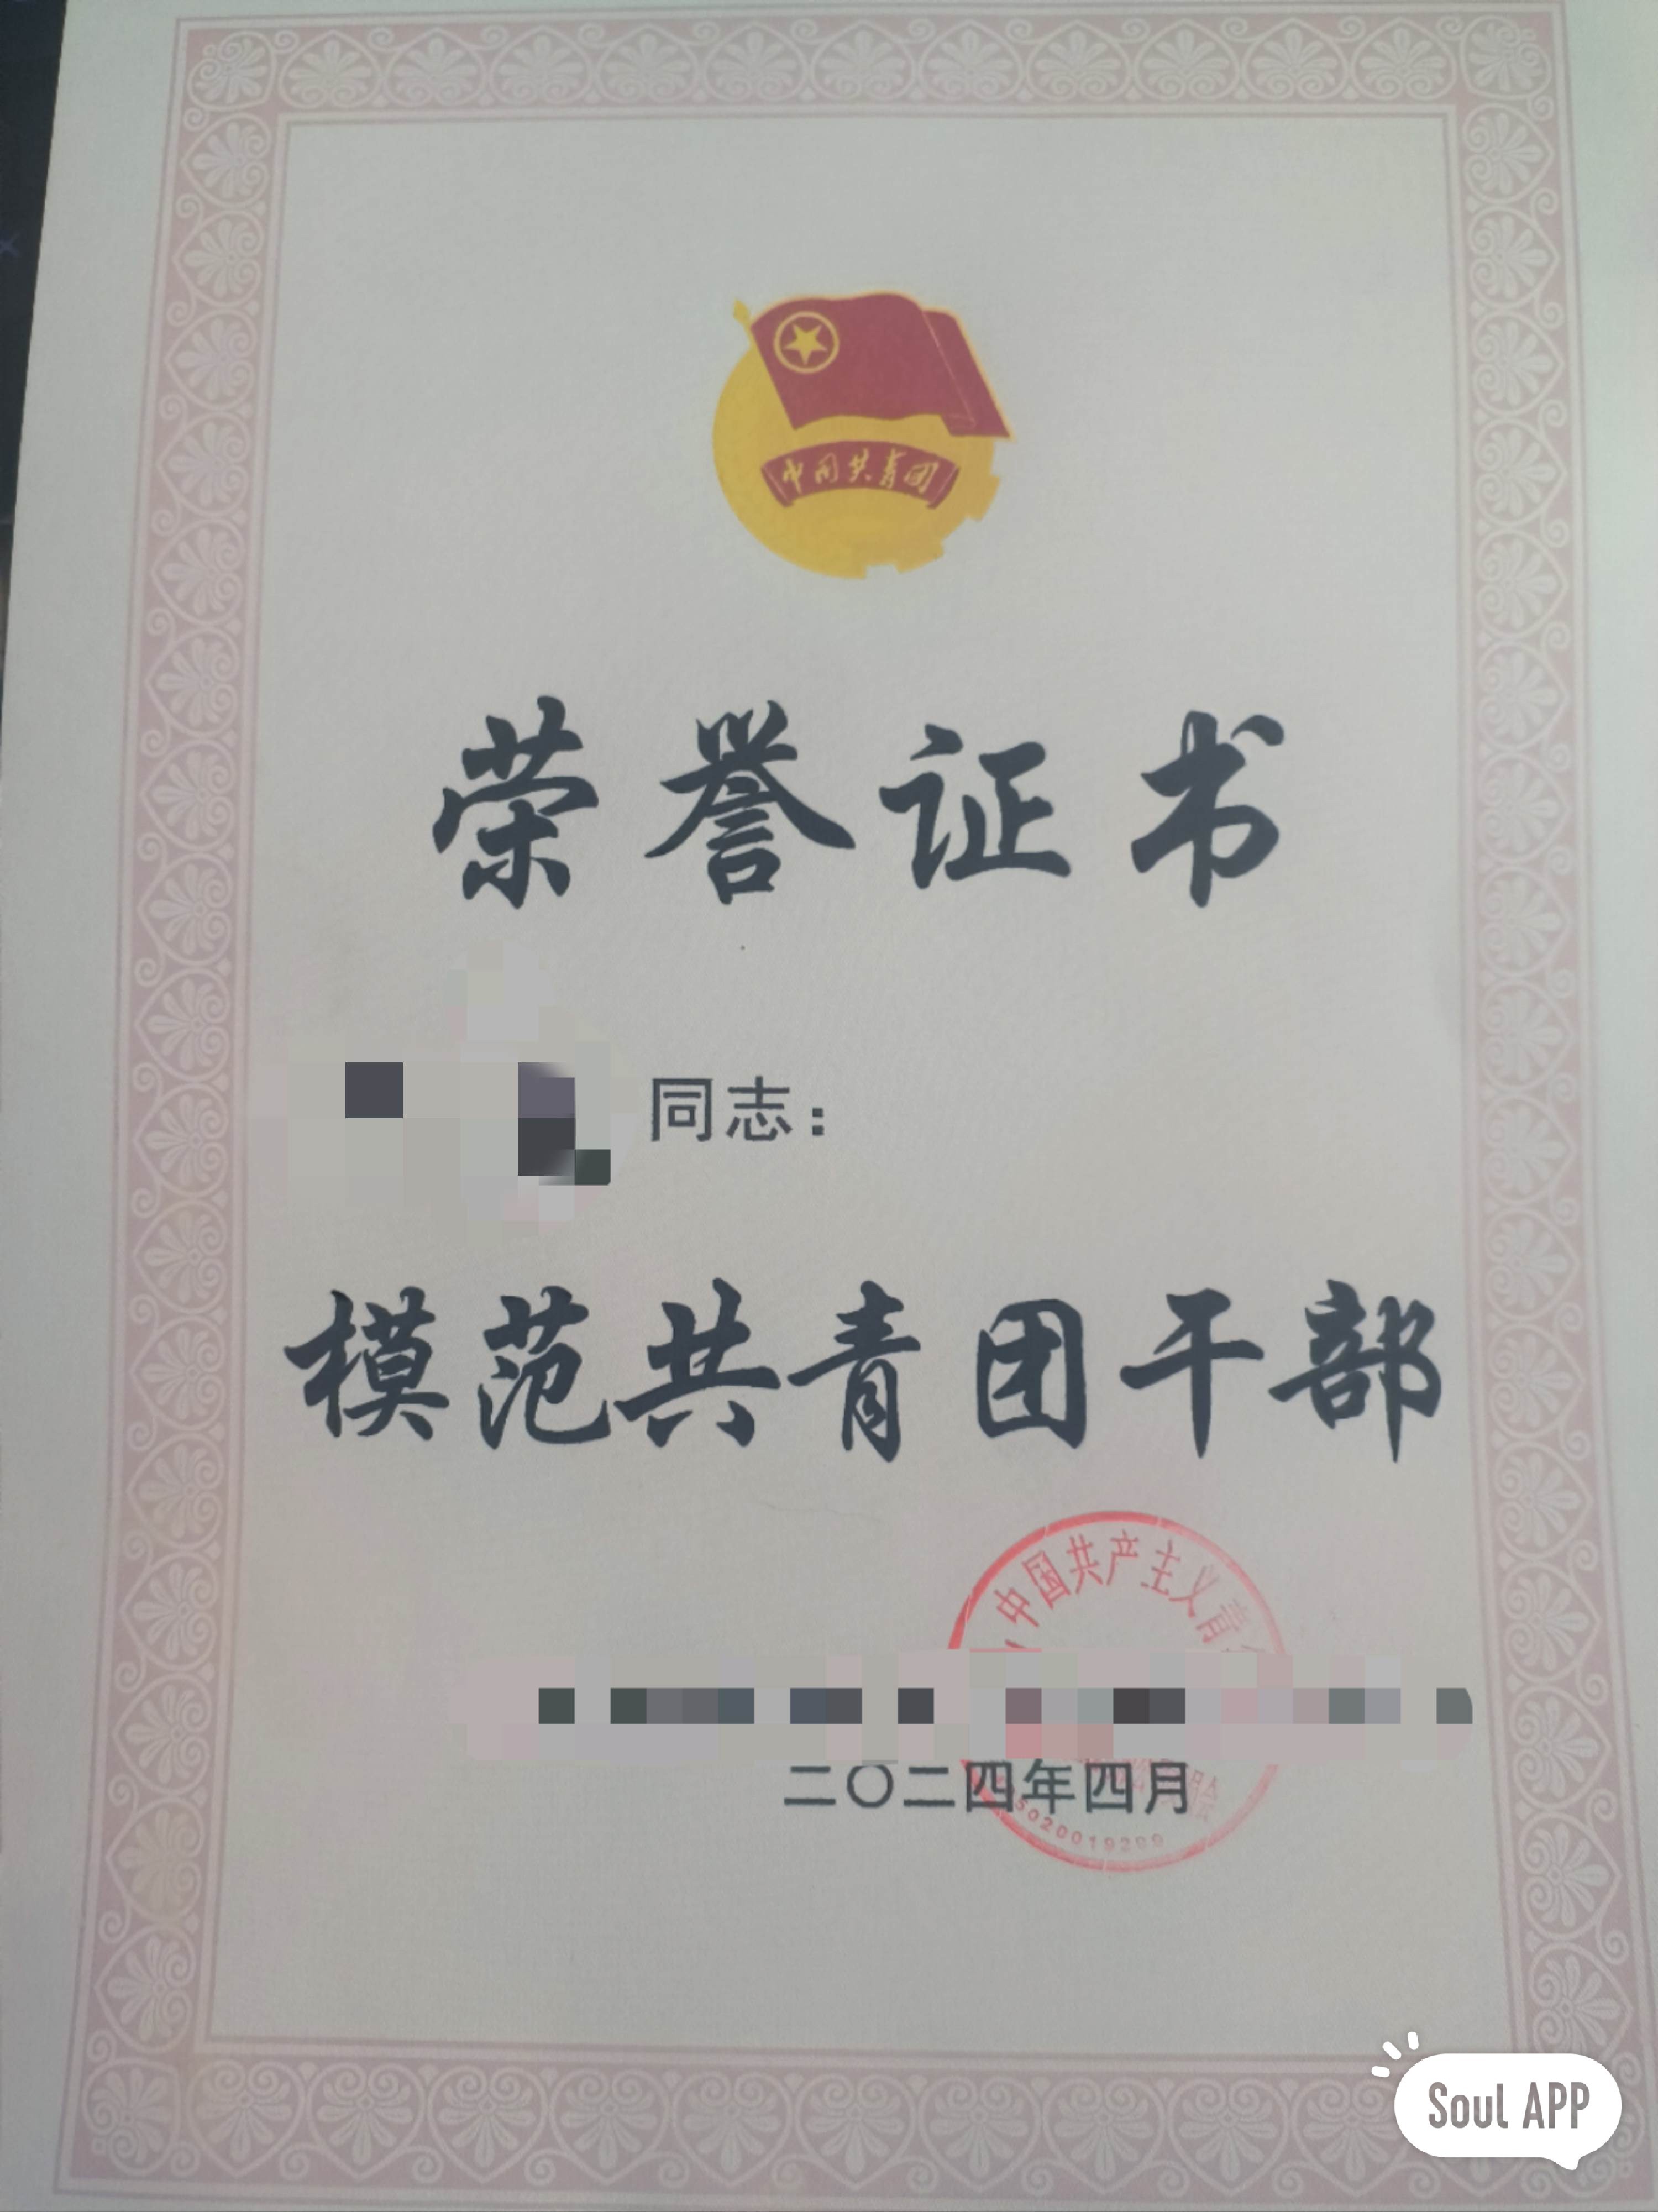 中国共青团
荣誉证书
同志：
模范共青团干部
中国共产主义青
二〇二四年四月
5020019299
Soul APP